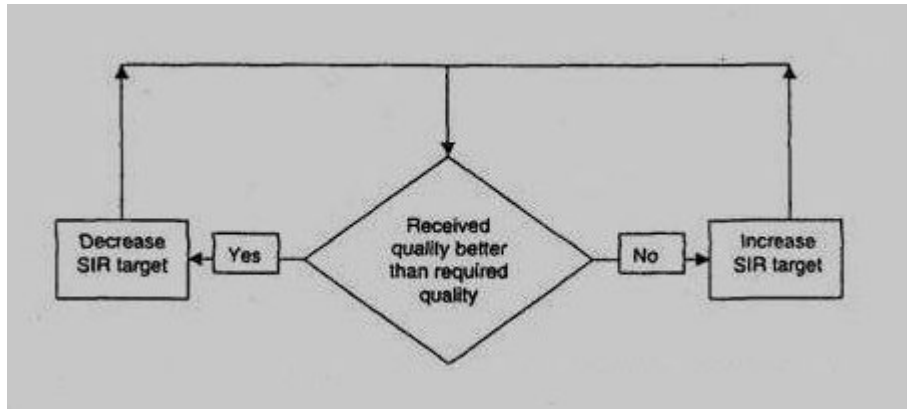 Received
quality better
than required
quality
Yes
Decrease
SIR target
No
Increase
SIR target